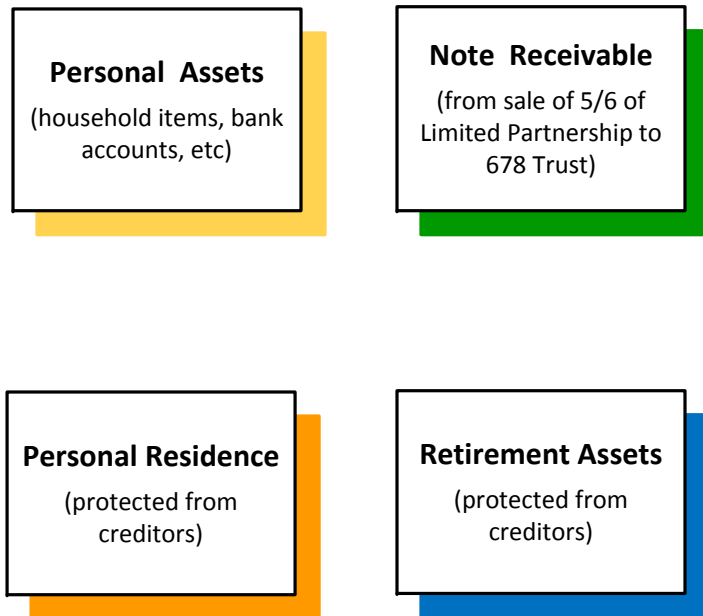 Personal Assets
(household items, bank
accounts, etc)
Note Receivable
(from sale of 5/6 of
Limited Partnership to
678 Trust)
Personal Residence
(protected from
creditors)
Retirement Assets
(protected from
creditors)